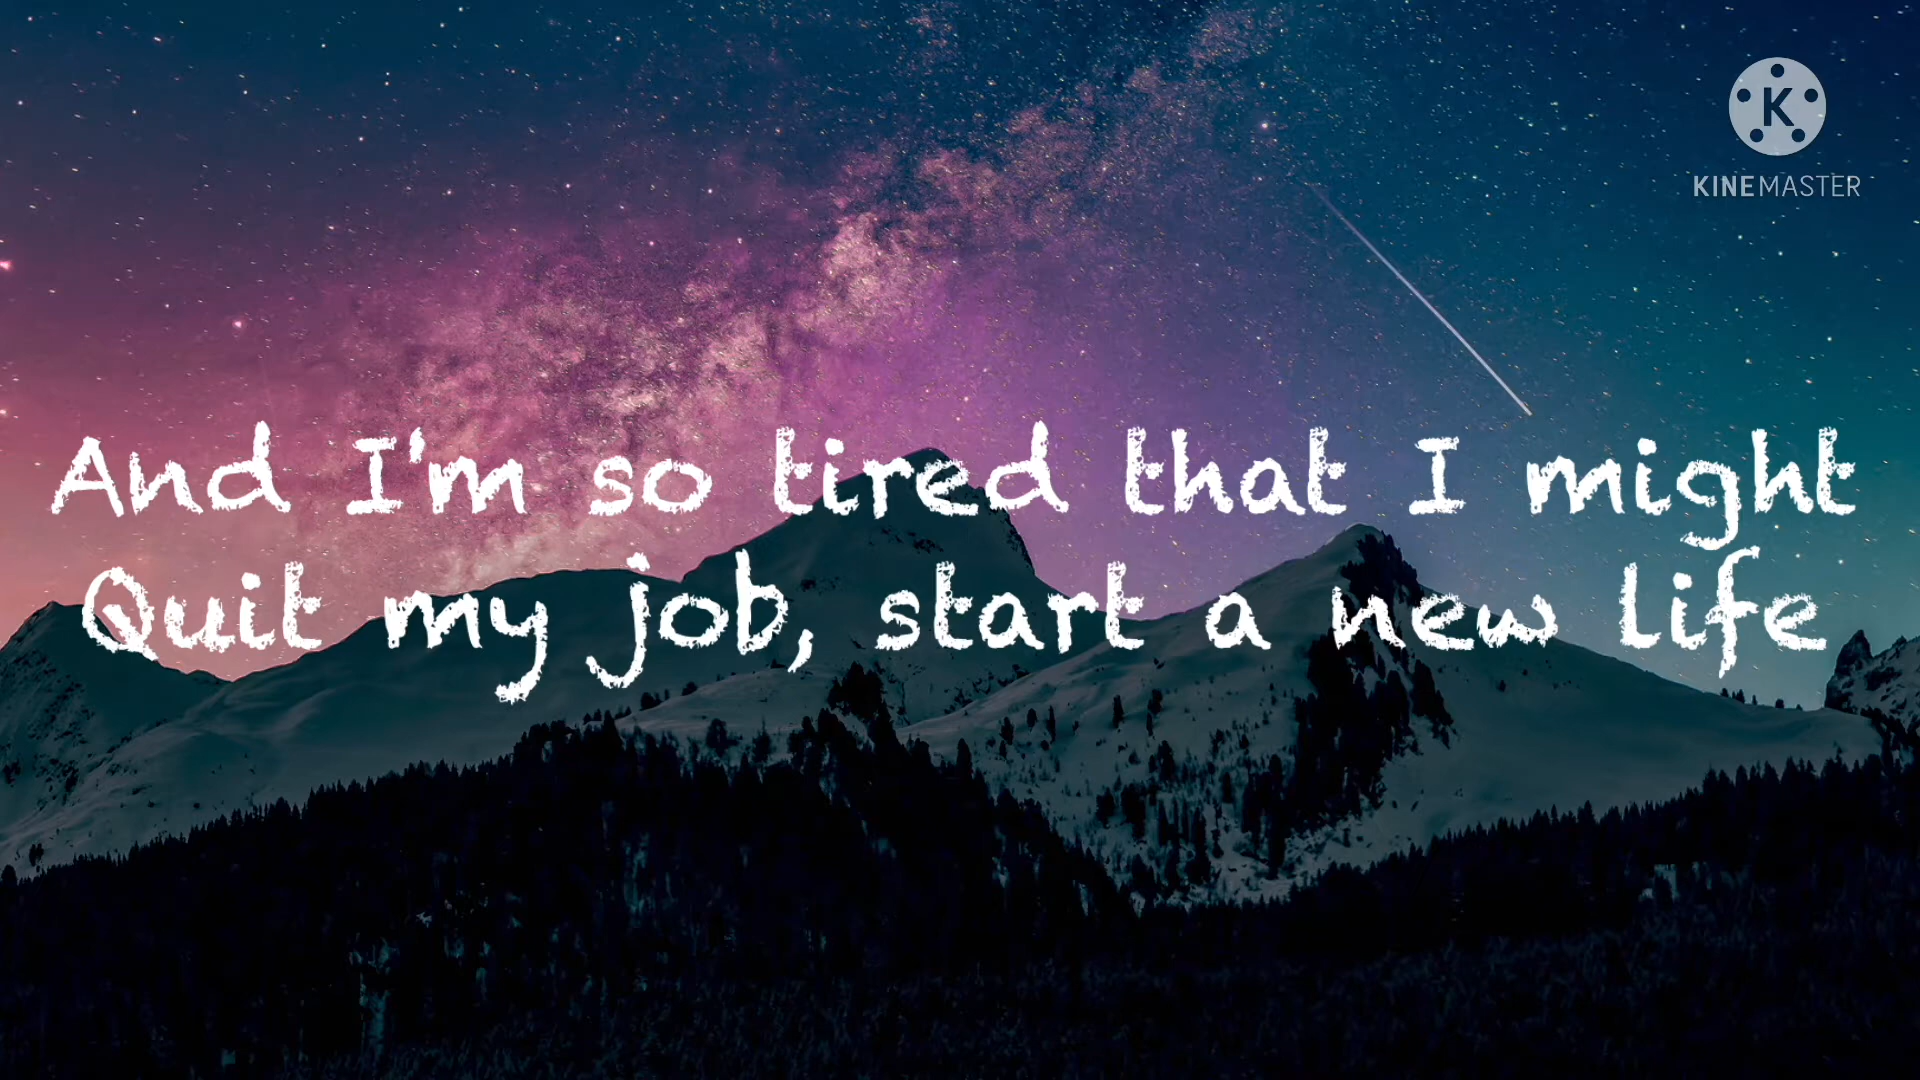 KINEMASTER
And I'm so tired that I might
Quit my job, start a new life